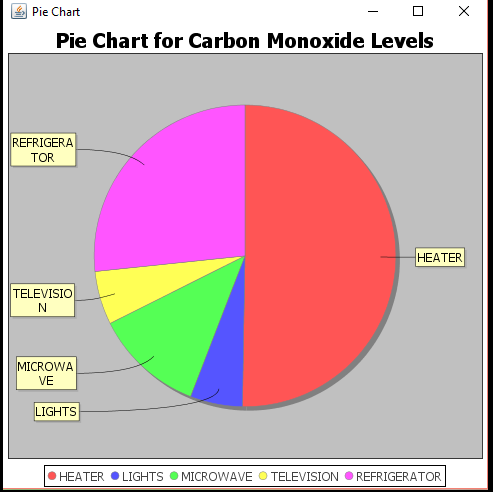 Pie Chart
Pie Chart for Carbon Monoxide Levels
REFRIGERA
TOR
HEATER
TELEVISIO
N
MICROWA
VE
LIGHTS
HEATER LIGHTS MICROWAVE TELEVISION REFRIGERATOR